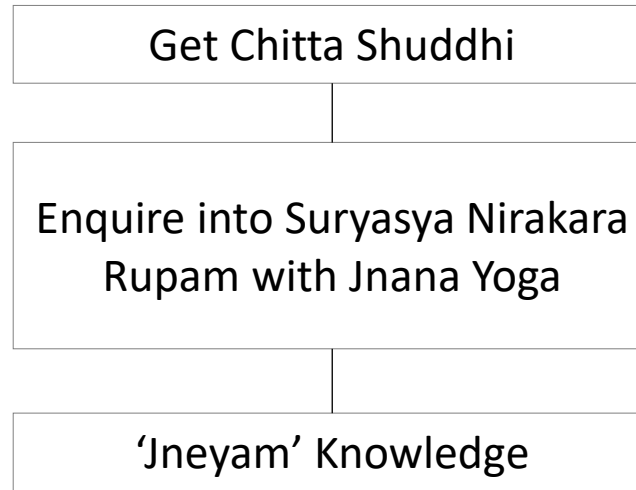 Get Chitta Shuddhi
Enquire into Suryasya Nirakara
Rupam with Jnana Yoga
‘Jneyam’ Knowledge